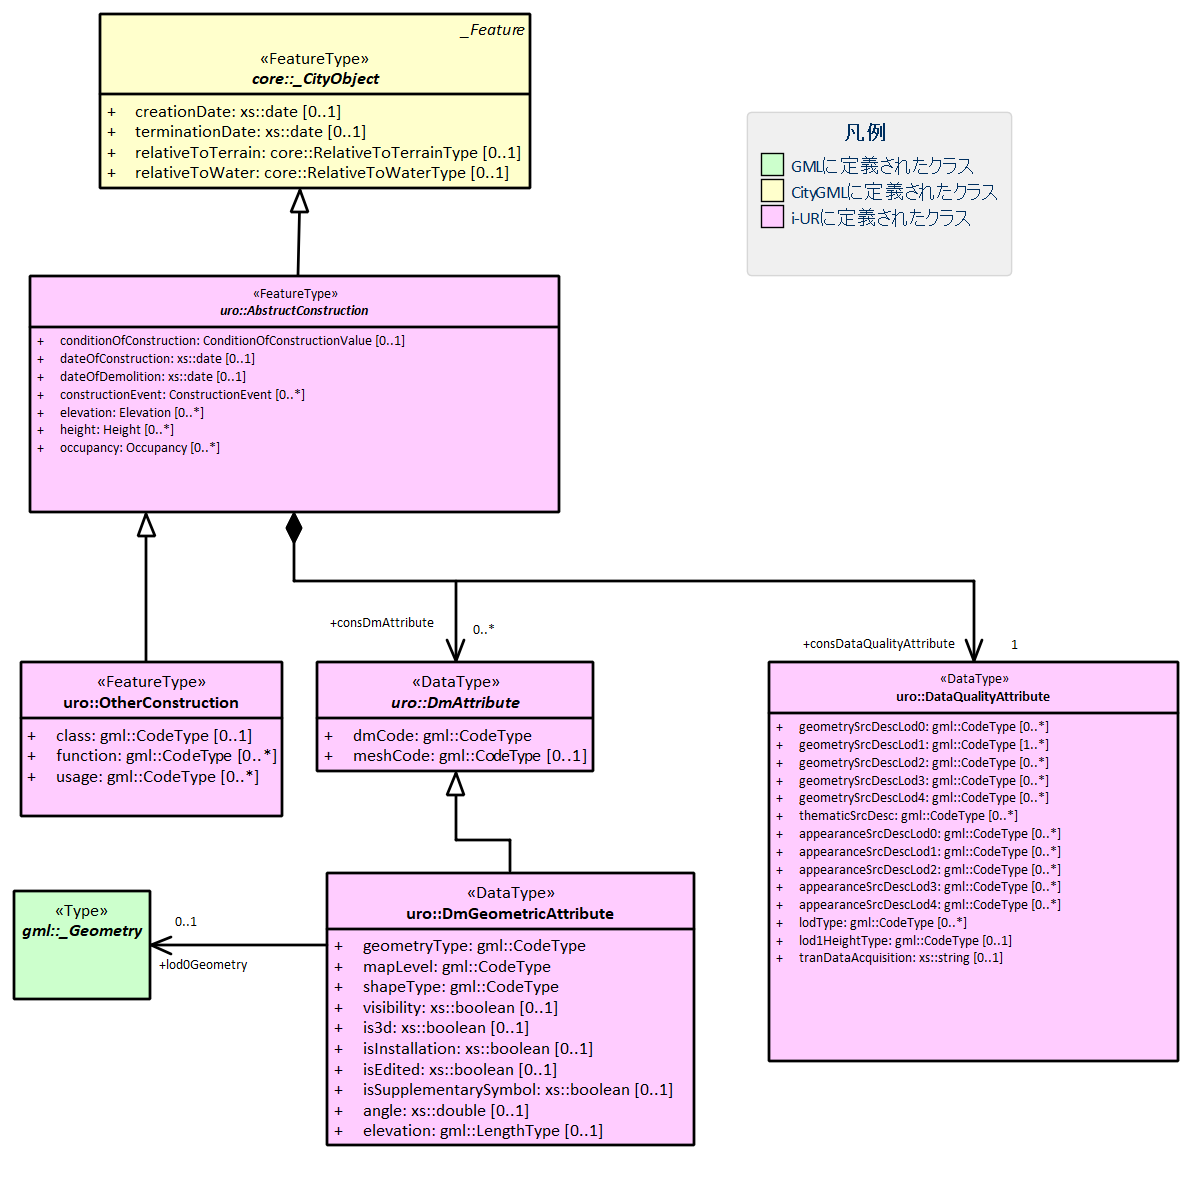 _Feature
«FeatureType»
core::_CityObject
+ creationDate: xs::date [0..1]
+ terminationDate: xs::date [0..1]
+ relativeToTerrain: core::RelativeToTerrainType [0..1]
+ relativeToWater: core::RelativeToWaterType [0..1]
凡例
GMLに定義されたクラス
CityGMLに定義されたクラス
i-URに定義されたクラス
«FeatureType»
uro::AbstructConstruction
+ conditionOfConstruction: ConditionOfConstructionValue [0..1]
+ dateOfConstruction: xs::date [0..1]
+ dateOfDemolition: xs::date [0..1]
+ constructionEvent: ConstructionEvent [0..*]
+ elevation: Elevation [0..*]
+ height: Height [0..*]
+ occupancy: Occupancy [0..*]
+consDmAttribute
0..*
+consDataQualityAttribute
1
«FeatureType»
uro::OtherConstruction
+ class: gml::CodeType [0..1]
+ function: gml::CodeType [0..*]
+ usage: gml::CodeType [0..*]
«DataType»
uro::DmAttribute
+ dmCode: gml::CodeType
+ meshCode: gml::CodeType [0..1]
«DataType»
uro::DataQualityAttribute
+ geometrySrcDescLod0: gml::CodeType [0..*]
+ geometrySrcDescLod1: gml::CodeType [1..*]
+ geometrySrcDescLod2: gml::CodeType [0..*]
+ geometrySrcDescLod3: gml::CodeType [0..*]
+ geometrySrcDescLod4: gml::CodeType [0..*]
+ thematicSrcDesc: gml::CodeType [0..*]
+ appearanceSrcDescLod0: gml::CodeType [0..*]
+ appearanceSrcDescLod1: gml::CodeType [0..*]
+ appearanceSrcDescLod2: gml::CodeType [0..*]
+ appearanceSrcDescLod3: gml::CodeType [0..*]
+ appearanceSrcDescLod4: gml::CodeType [0..*]
+ lodType: gml::CodeType [0..*]
+ lod1HeightType: gml::CodeType [0..1]
+ tranDataAcquisition: xs::string [0..1]
«Type»
gml::_Geometry
0..1
+lod0Geometry
«DataType»
uro::DmGeometricAttribute
+ geometryType: gml::CodeType
+ mapLevel: gml::CodeType
+ shapeType: gml::CodeType
+ visibility: xs::boolean [0..1]
+ is3d: xs::boolean [0..1]
+ isInstallation: xs::boolean [0..1]
+ isEdited: xs::boolean [0..1]
+ isSupplementarySymbol: xs::boolean [0..1]
+ angle: xs::double [0..1]
+ elevation: gml::LengthType [0..1]